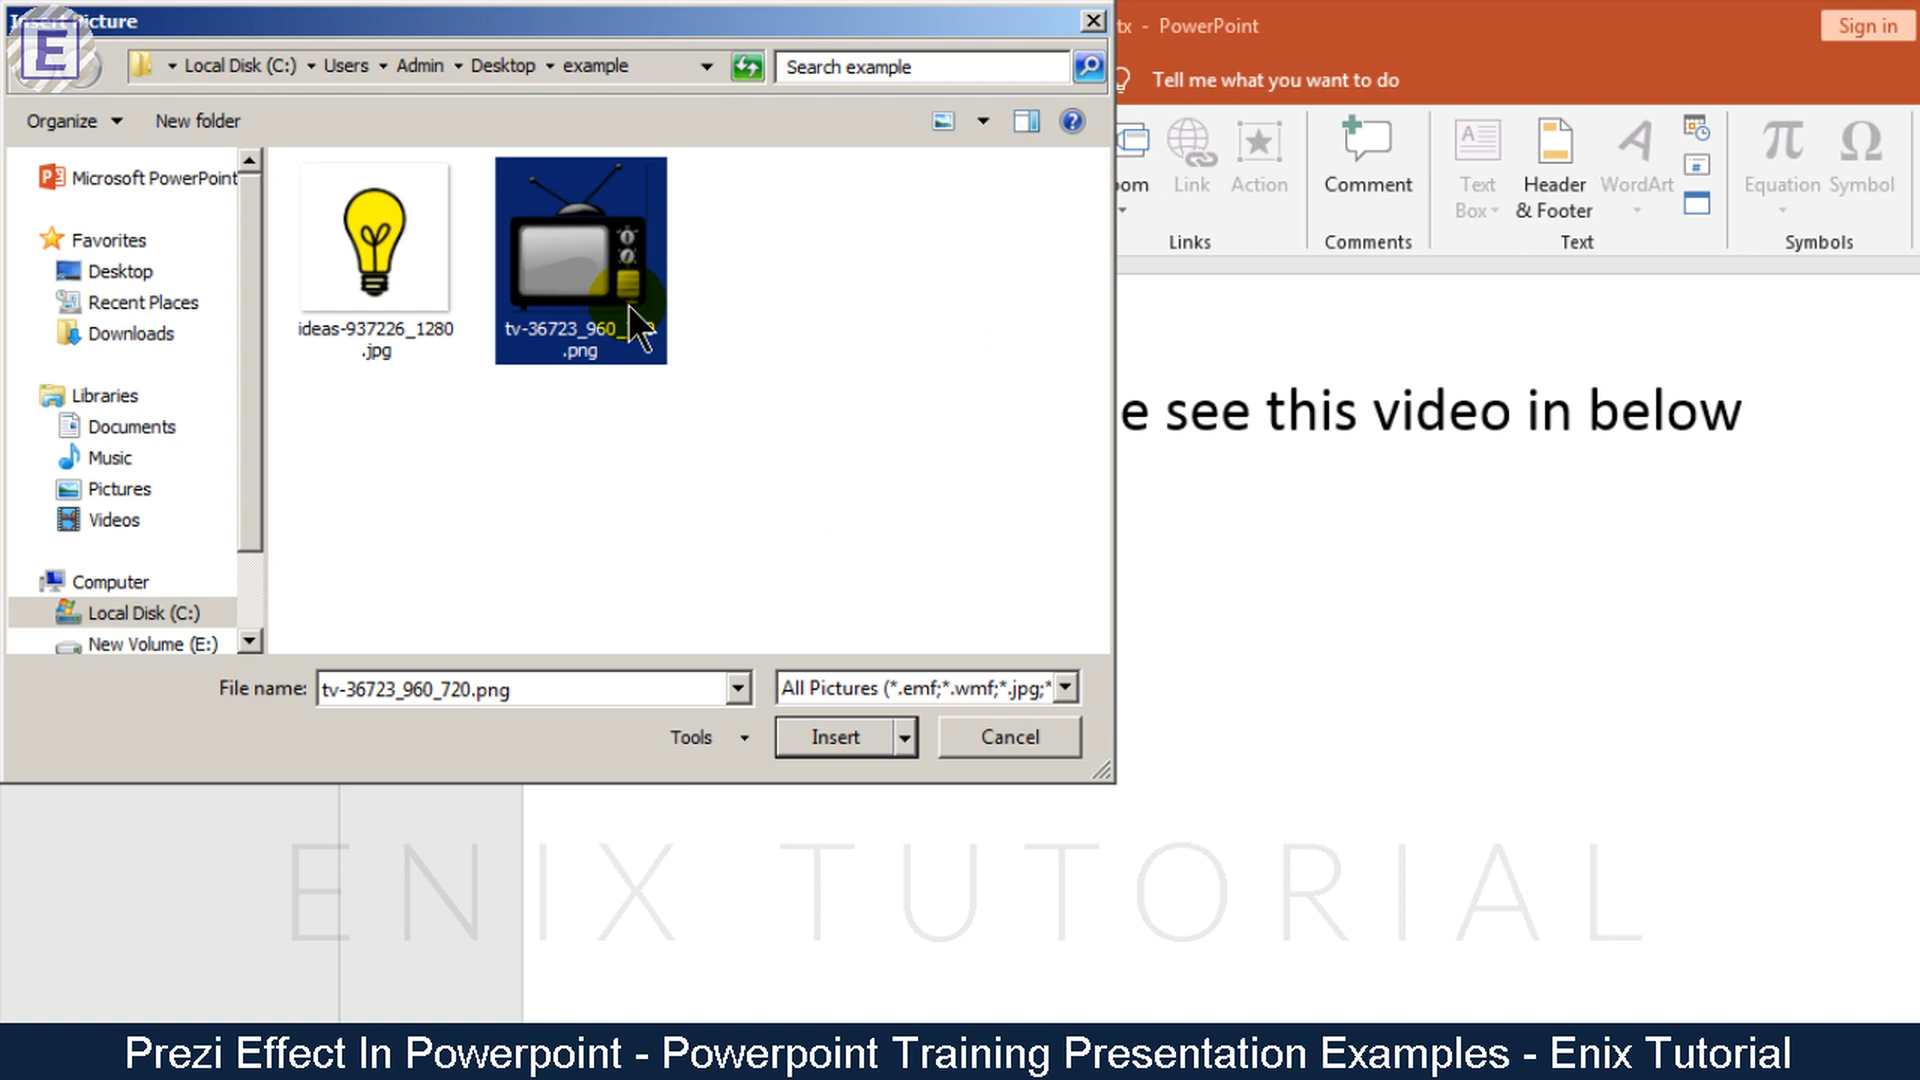 Insert Picture
E
Local Disk (C:) Users Admin Desktop example
Search example
Organize
New folder
Microsoft PowerPoint
Favorites
Desktop
Recent Places
Downloads
Libraries
Documents
Music
Pictures
Videos
Computer
Local Disk (C:)
New Volume (E:)
ideas-937226_1280
.jpg
tv-36723_960_
.png
File name: tv-36723_960_720.png
All Pictures (*.emf;*.wmf;*.jpg;*
Tools
Insert
Cancel
tx - PowerPoint
Sign in
Tell me what you want to do
om
Link
Action
Links
Comment
Comments
Text
Box
Header
& Footer
WordArt
Text
Equation
Symbol
Symbols
e see this video in below
ENIX TUTORIAL
Prezi Effect In Powerpoint - Powerpoint Training Presentation Examples - Enix Tutorial